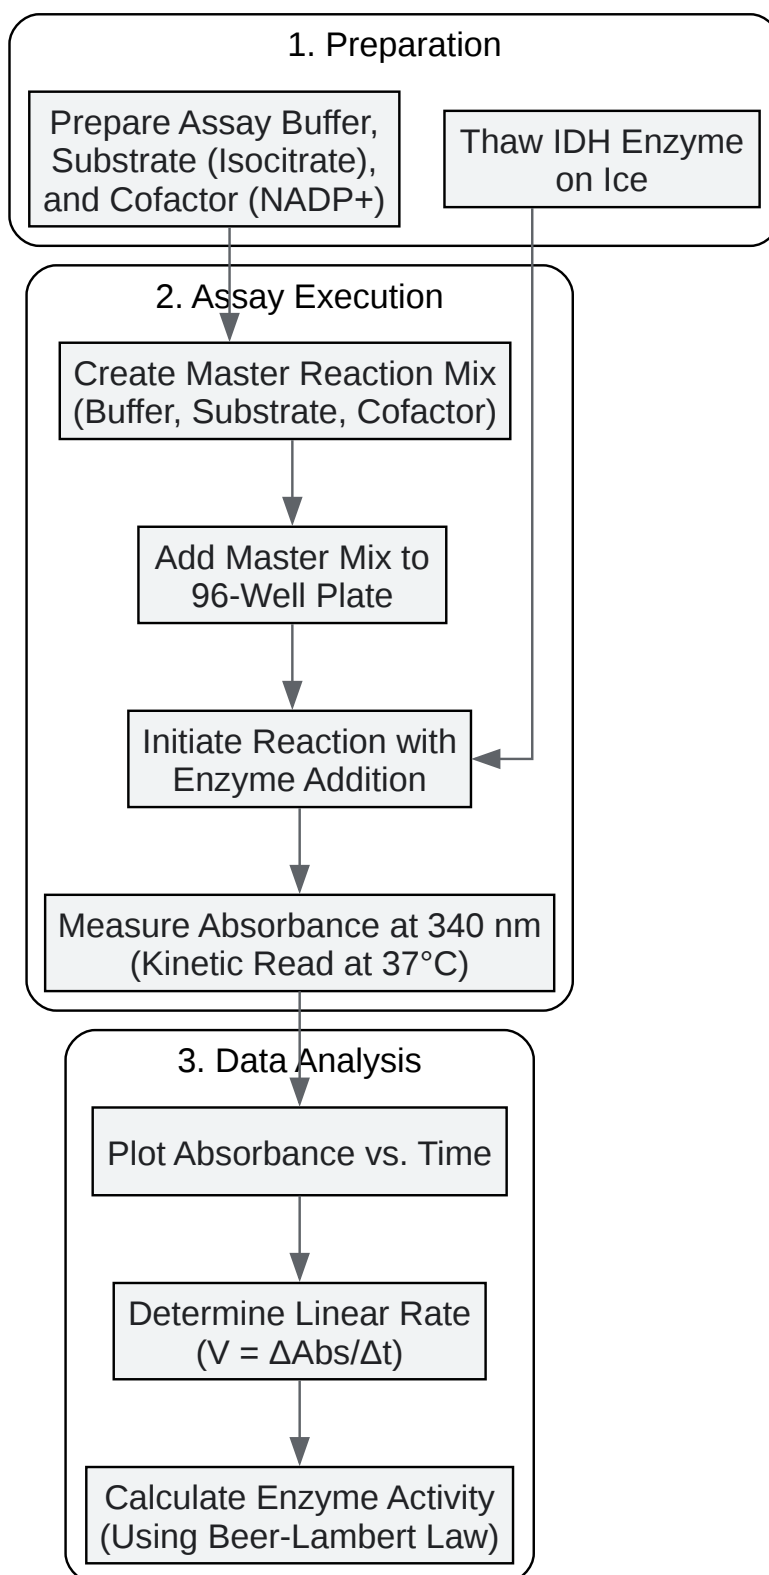 1. Preparation
Prepare Assay Buffer,
Substrate (Isocitrate),
and Cofactor (NADP+)
Thaw IDH Enzyme
on Ice
2. Assay Execution
Create Master Reaction Mix
(Buffer, Substrate, Cofactor)
Add Master Mix to
96-Well Plate
Initiate Reaction with
Enzyme Addition
Measure Absorbance at 340 nm
(Kinetic Read at 37°C)
3. Data Analysis
Plot Absorbance vs. Time
Determine Linear Rate
(V = ΔAbs/Δt)
Calculate Enzyme Activity
(Using Beer-Lambert Law)